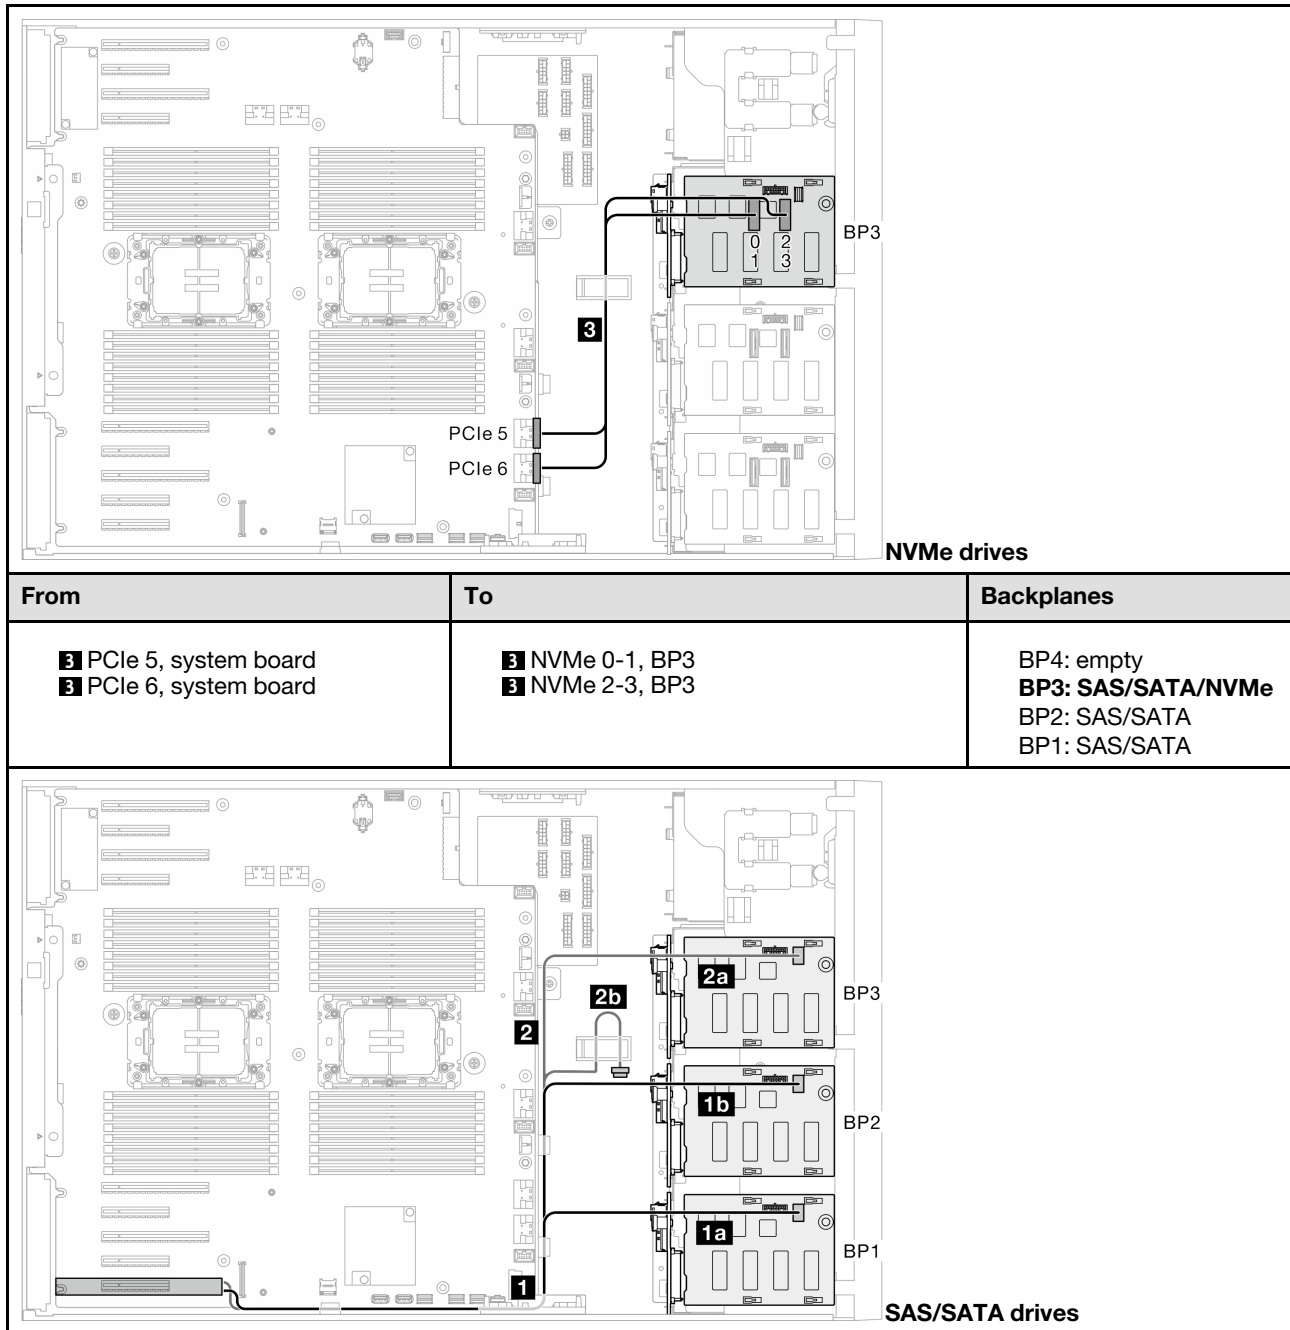 BP3
0 2
1 3
3
PCIe 5
PCIe 6
NVMe drives
From To Backplanes
3 PCIe 5, system board 3 NVMe 0-1, BP3 BP4: empty
3 PCIe 6, system board 3 NVMe 2-3, BP3 BP3: SAS/SATA/NVMe
BP2: SAS/SATA
BP1: SAS/SATA
2a
BP3
2b
2
1b
BP2
1a
BP1
1
SAS/SATA drives